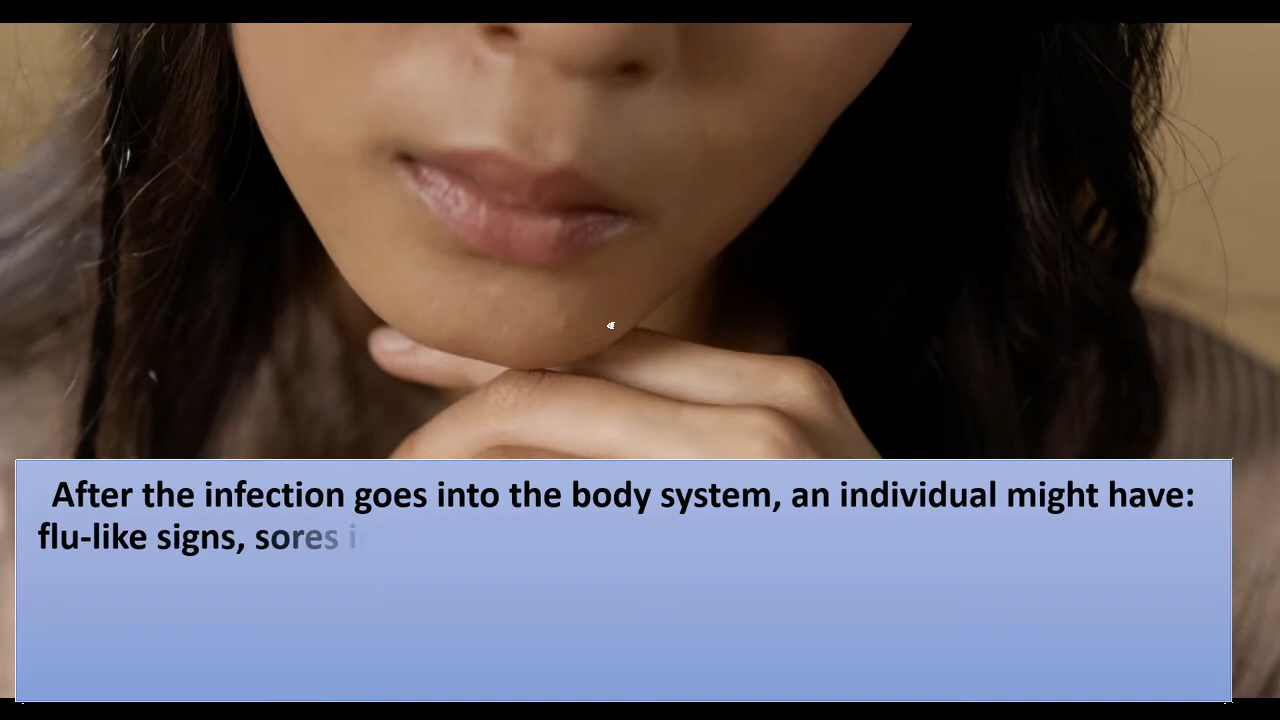 After the infection goes into the body system, an individual might have:
flu-like signs, sores